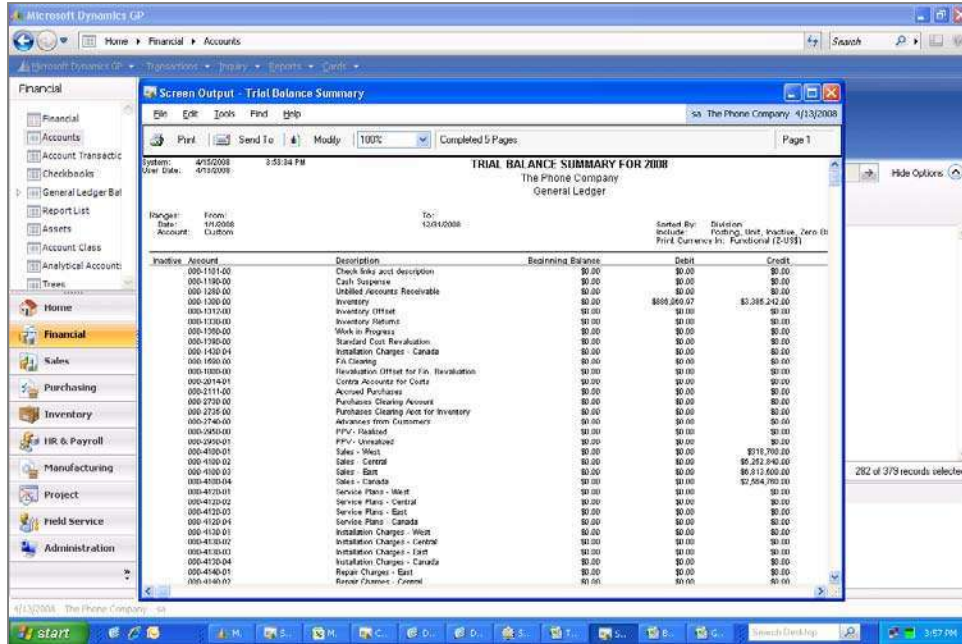 Microsoft Dynamics GP
Home Financial Accounts
Search
Microsoft Dynamics GP Transactions Inquiry Reports Cards
Financial
Financial
Accounts
Account Transactic
Checkbooks
General Ledger Bat
Report List
Assets
Account Class
Analytical Account:
Trees
Home
Financial
Sales
Purchasing
Inventory
HR & Payroll
Manufacturing
Project
Field Service
Administration
Screen Output - Trial Balance Summary
File Edit Tools Find Help
sa The Phone Company 4/13/2008
Print Send To Modify 100% Completed 5 Pages Page 1
System: 4/15/2008 3:53:34 PM
User Date: 4/13/2008
TRIAL BALANCE SUMMARY FOR 2008
The Phone Company
General Ledger
Ranges: From: To:
Date: 1/1/2008 12/31/2008
Account: Custom
Sorted By: Division
Include: Posting, Unit, Inactive, Zero
Print Currency In: Functional (Z-US$)
Inactive Account Description Beginning Balance Debit Credit
000-1101-00 Check links acct description $0.00 $0.00 $0.00
000-1190-00 Cash Suspense $0.00 $0.00 $0.00
000-1280-00 Unbilled Accounts Receivable $0.00 $0.00 $0.00
000-1300-00 Inventory $0.00 $3,385,242.00
000-1312-00 Inventory Offset $0.00 $0.00 $0.00
000-1330-00 Inventory Returns $0.00 $0.00 $0.00
000-1360-00 Work in Progress $0.00 $0.00 $0.00
000-1390-00 Standard Cost Revaluation $0.00 $0.00 $0.00
000-1430-04 Installation Charges - Canada $0.00 $0.00 $0.00
FA Clearing $0.00 $0.00 $0.00
Revaluation Offset for Fin. Revaluation $0.00 $0.00 $0.00
000-2014-01 Contra Accounts for Costs $0.00 $0.00 $0.00
000-2111-00 Accrued Purchases $0.00 $0.00 $0.00
000-2730-00 Purchases Clearing Account $0.00 $0.00 $0.00
000-2735-00 Purchases Clearing Acct for Inventory $0.00 $0.00 $0.00
000-2740-00 Advances from Customers $0.00 $0.00 $0.00
000-2950-00 PPV - Realized $0.00 $0.00 $0.00
000-2950-01 PPV - Unrealized $0.00 $0.00 $0.00
000-4100-01 Sales - West $0.00 $0.00
000-4100-02 Sales - Central $0.00 $0.00
000-4100-03 Sales - East $0.00 $0.00
000-4100-04 Sales - Canada $0.00 $0.00
000-4120-01 Service Plans - West $0.00 $0.00 $0.00
000-4120-02 Service Plans - Central $0.00 $0.00 $0.00
000-4120-03 Service Plans - East $0.00 $0.00 $0.00
000-4120-04 Service Plans - Canada $0.00 $0.00 $0.00
000-4130-01 Installation Charges - West $0.00 $0.00 $0.00
000-4130-02 Installation Charges - Central $0.00 $0.00 $0.00
000-4130-03 Installation Charges - East $0.00 $0.00 $0.00
000-4130-04 Installation Charges - Canada $0.00 $0.00 $0.00
000-4140-01 Repair Charges - East $0.00 $0.00 $0.00
000-4140-02 Repair Charges - Central $0.00 $0.00 $0.00
Hide Options
282 of 379 records selected
4/13/2008 The Phone Company sa
start
Search Desktop
3:57 PM